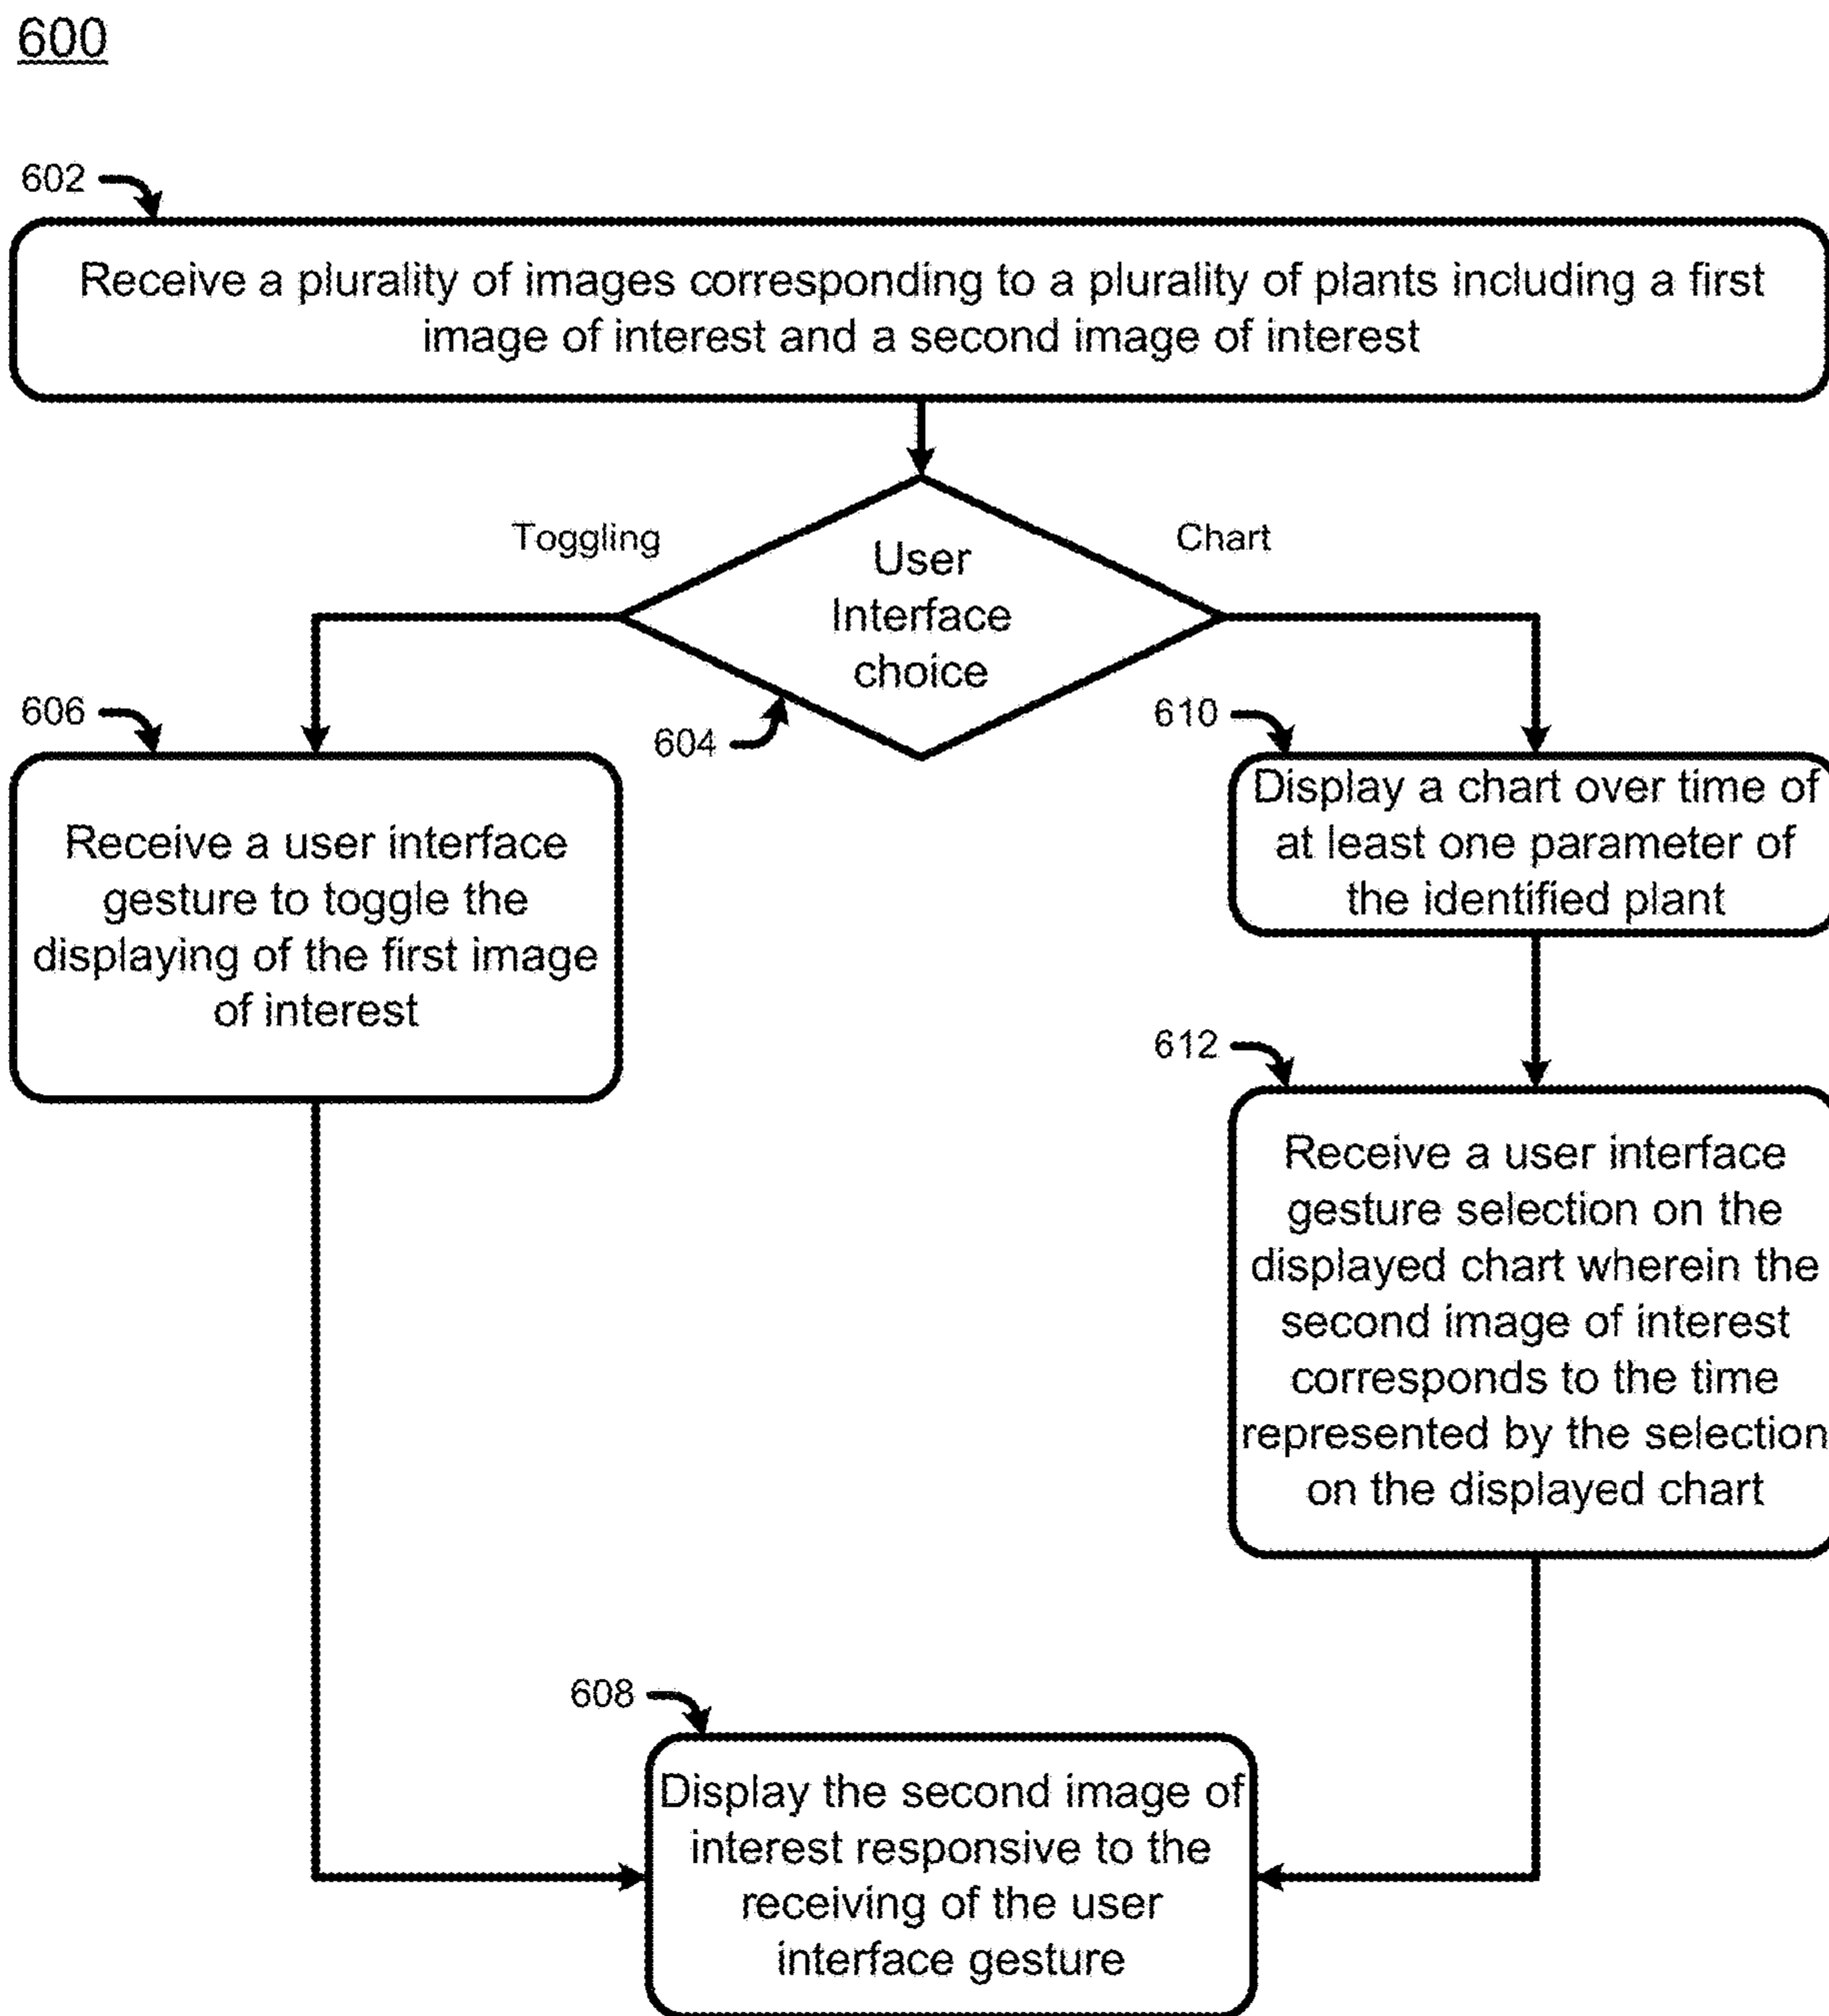 600
602
Receive a plurality of images corresponding to a plurality of plants including a first
image of interest and a second image of interest
Toggling
Chart
User
Interface
choice
604
606
Receive a user interface
gesture to toggle the
displaying of the first image
of interest
610
Display a chart over time of
at least one parameter of
the identified plant
612
Receive a user interface
gesture selection on the
displayed chart wherein the
second image of interest
corresponds to the time
represented by the selection
on the displayed chart
608
Display the second image of
interest responsive to the
receiving of the user
interface gesture